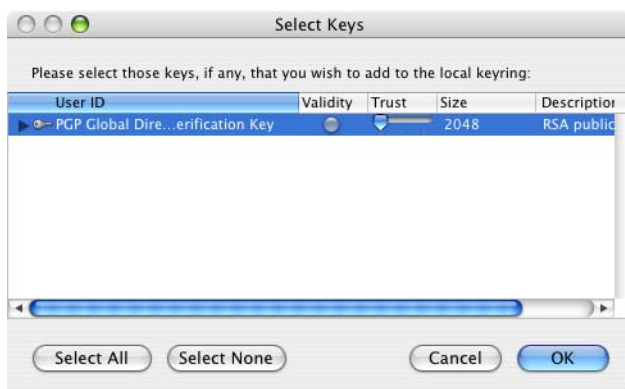 Select Keys
Please select those keys, if any, that you wish to add to the local keyring:
User ID Validity Trust Size Description
PGP Global Dire...erification Key 2048 RSA public
Select All Select None Cancel OK